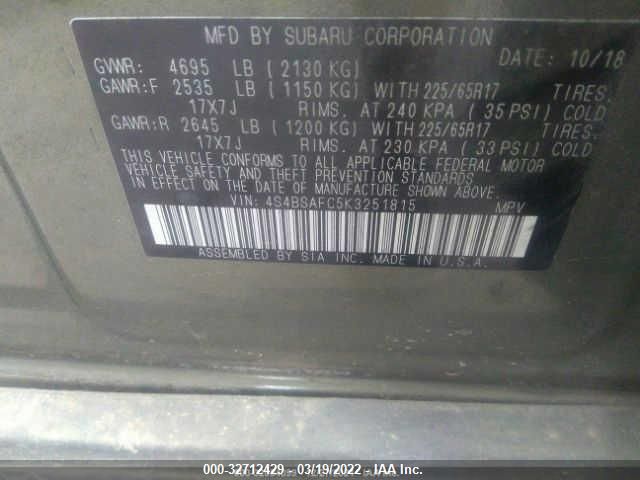 MFD BY SUBARU CORPORATION
DATE: 10/18
GVWR: 4695 LB ( 2130 KG)
GAWR:F 2535 LB ( 1150 KG) WITH 225/65R17 TIRES.
17X7J RIMS. AT 240 KPA ( 35 PSI) COLD
GAWR:R 2645 LB ( 1200 KG) WITH 225/65R17 TIRES.
17X7J RIMS. AT 230 KPA ( 33 PSI) COLD
THIS VEHICLE CONFORMS TO ALL APPLICABLE FEDERAL MOTOR
VEHICLE SAFETY AND THEFT PREVENTION STANDARDS
IN EFFECT ON THE DATE OF MANUFACTURE SHOWN ABOVE.
VIN: 4S4BSAFC5K3251815 MPV
ASSEMBLED BY SIA INC. MADE IN U.S.A.
000-32712429 - 03/19/2022 - IAA Inc.